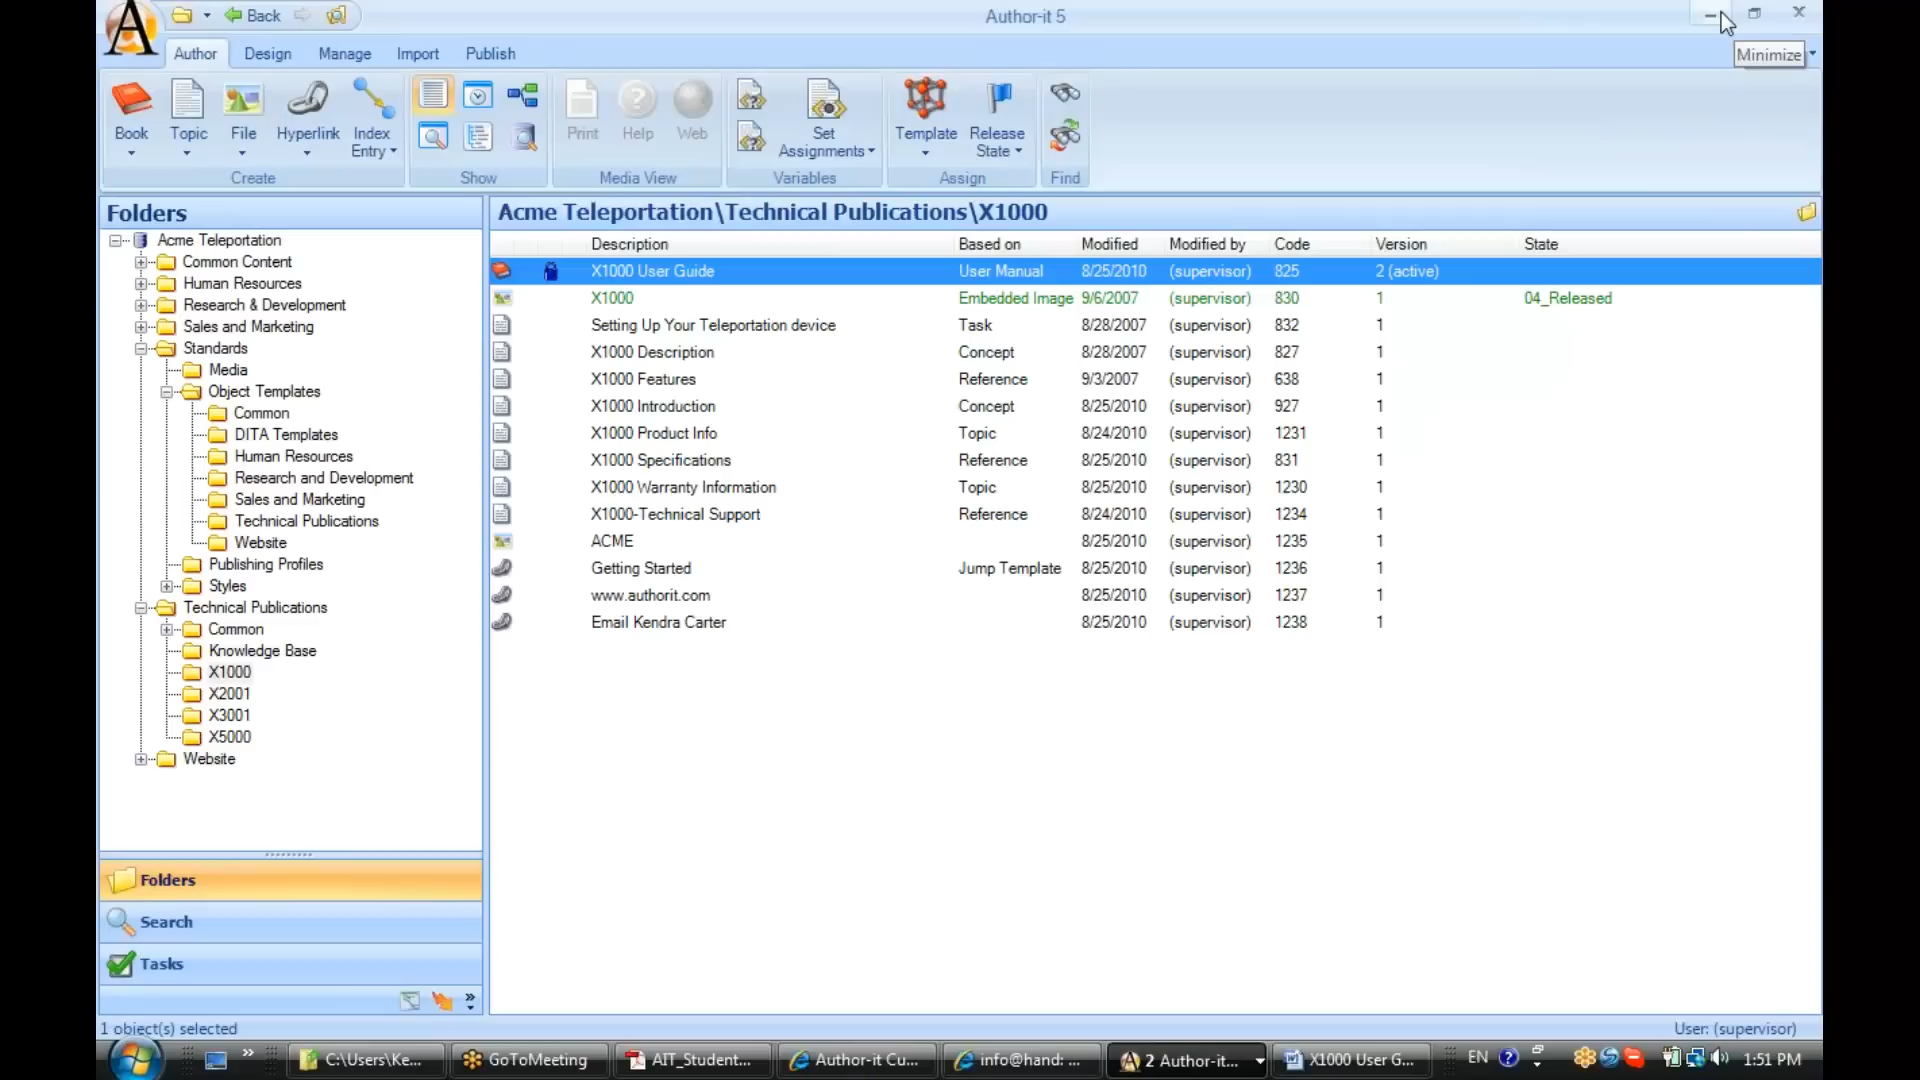 Back
Author-it 5
Author Design Manage Import Publish
Minimize
Book Topic File Hyperlink Index Entry
Print Help Web
Set Assignments
Template Release State
Create Show Media View Variables Assign Find
Folders
Acme Teleportation
Common Content
Human Resources
Research & Development
Sales and Marketing
Standards
Media
Object Templates
Common
DITA Templates
Human Resources
Research and Development
Sales and Marketing
Technical Publications
Website
Publishing Profiles
Styles
Technical Publications
Common
Knowledge Base
X1000
X2001
X3001
X5000
Website
Folders
Search
Tasks
Acme Teleportation\Technical Publications\X1000
Description Based on Modified Modified by Code Version State
X1000 User Guide User Manual 8/25/2010 (supervisor) 825 2 (active)
X1000 Embedded Image 9/6/2007 (supervisor) 830 1 04_Released
Setting Up Your Teleportation device Task 8/28/2007 (supervisor) 832 1
X1000 Description Concept 8/28/2007 (supervisor) 827 1
X1000 Features Reference 9/3/2007 (supervisor) 638 1
X1000 Introduction Concept 8/25/2010 (supervisor) 927 1
X1000 Product Info Topic 8/24/2010 (supervisor) 1231 1
X1000 Specifications Reference 8/25/2010 (supervisor) 831 1
X1000 Warranty Information Topic 8/25/2010 (supervisor) 1230 1
X1000-Technical Support Reference 8/24/2010 (supervisor) 1234 1
ACME 8/25/2010 (supervisor) 1235 1
Getting Started Jump Template 8/25/2010 (supervisor) 1236 1
www.authorit.com 8/25/2010 (supervisor) 1237 1
Email Kendra Carter 8/25/2010 (supervisor) 1238 1
1 object(s) selected
User: (supervisor)
C:\Users\Ke... GoToMeeting AIT_Student... Author-it Cu... info@hand: ... 2 Author-it... X1000 User G... EN 1:51 PM